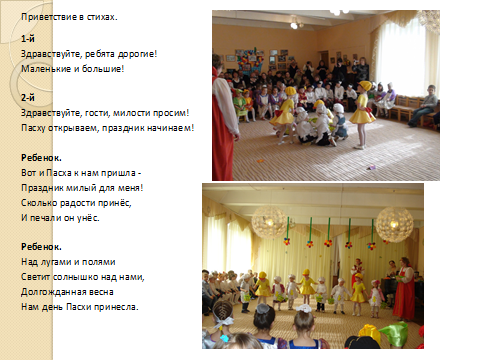 Приветствие в стихах.
1-й
Здравствуйте, ребята дорогие!
Маленькие и большие!
2-й
Здравствуйте, гости, милости просим!
Пасху открываем, праздник начинаем!
Ребенок.
Вот и Пасха к нам пришла -
Праздник милый для меня!
Сколько радости принёс,
И печали он унёс.
Ребенок.
Над лугами и полями
Светит солнышко над нами,
Долгожданная весна
Нам день Пасхи принесла.